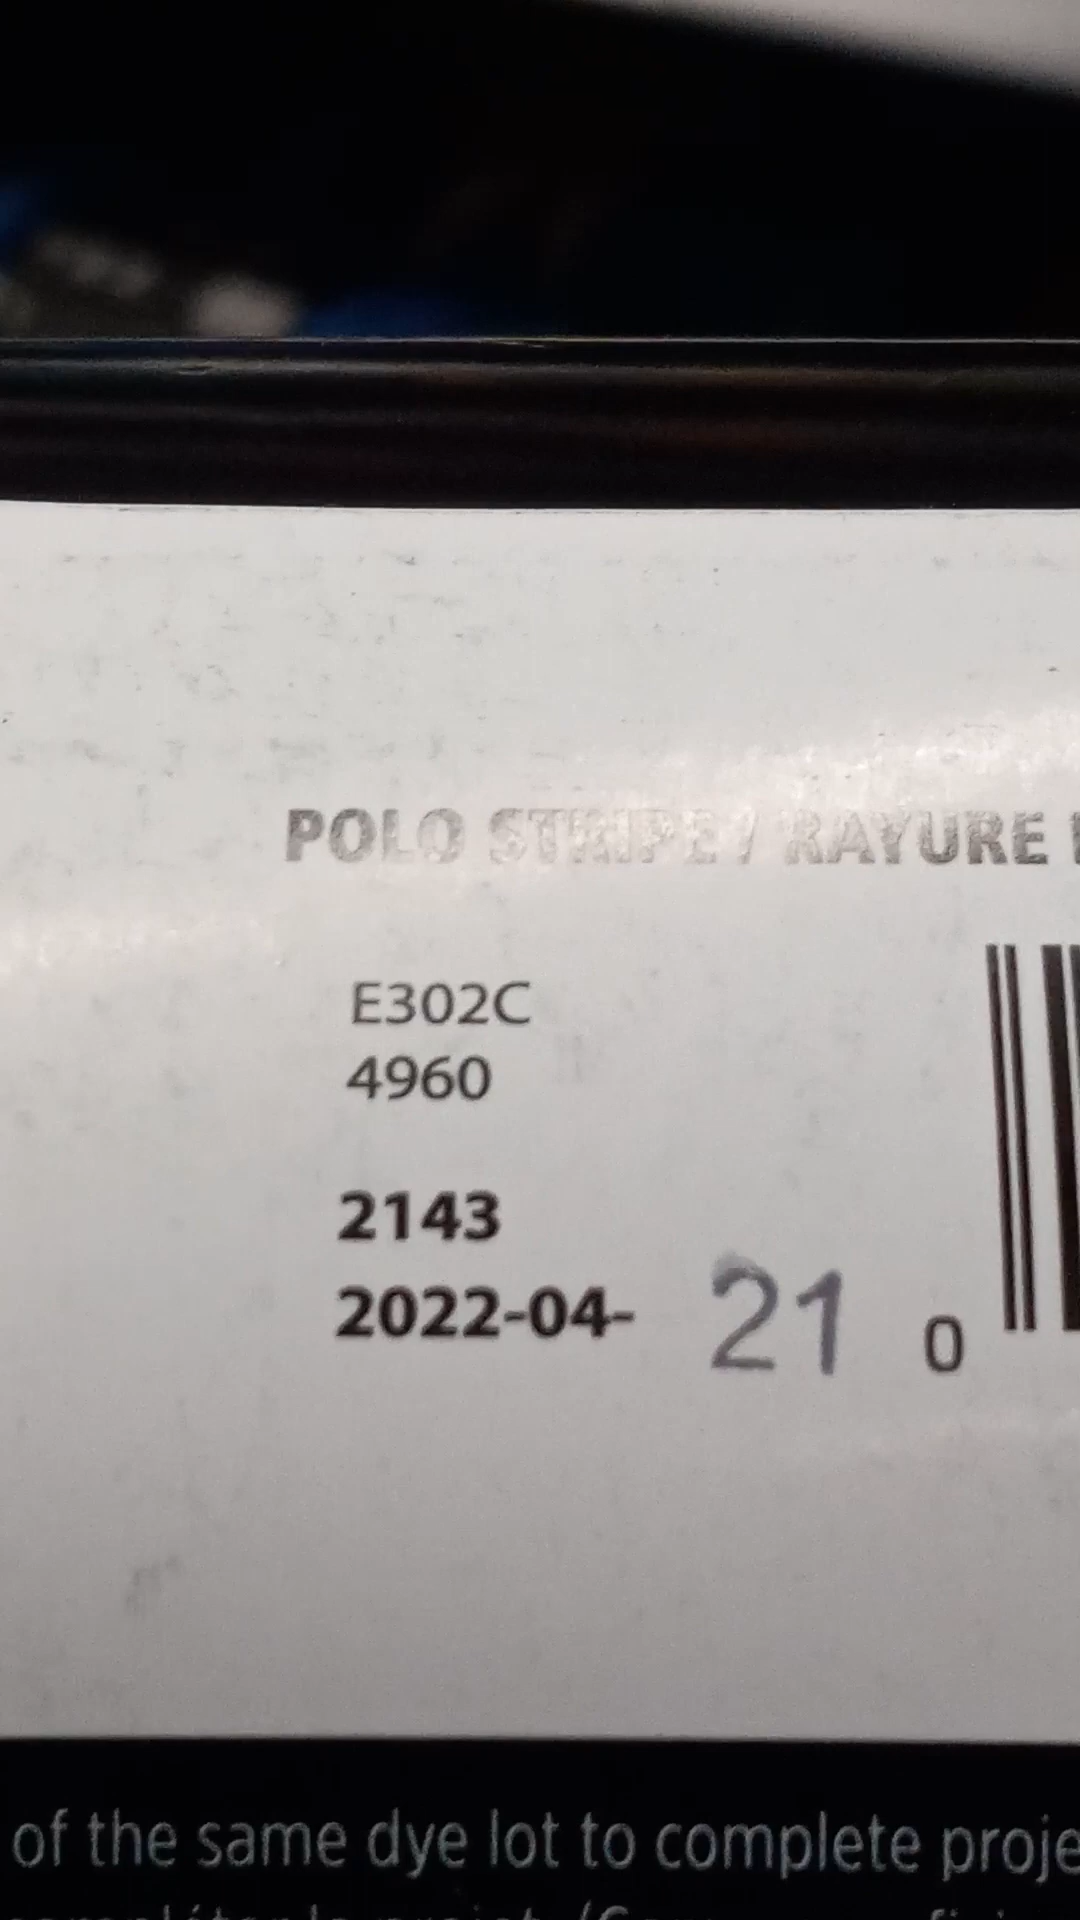 POLO STRIPE / RAYURE
E302C
4960
2143
2022-04- 21 0
of the same dye lot to complete proje